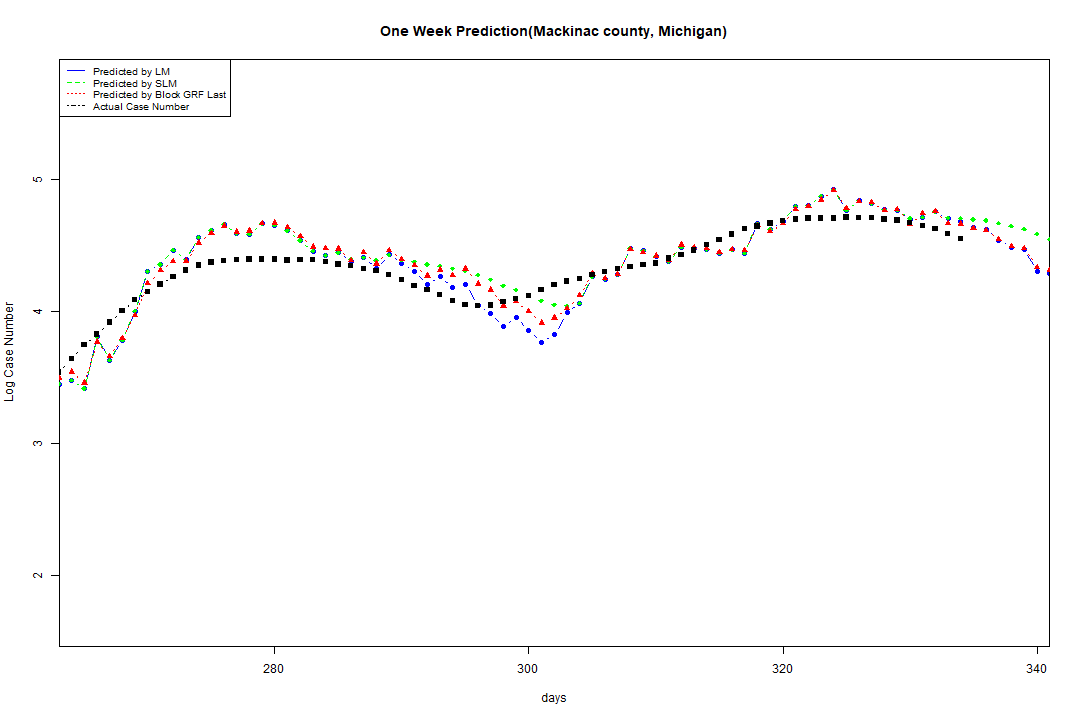 One Week Prediction(Mackinac county, Michigan)
Predicted by LM
Predicted by SLM
Predicted by Block GRF Last
Actual Case Number
5
4
3
2
Log Case Number
280
300
320
340
days